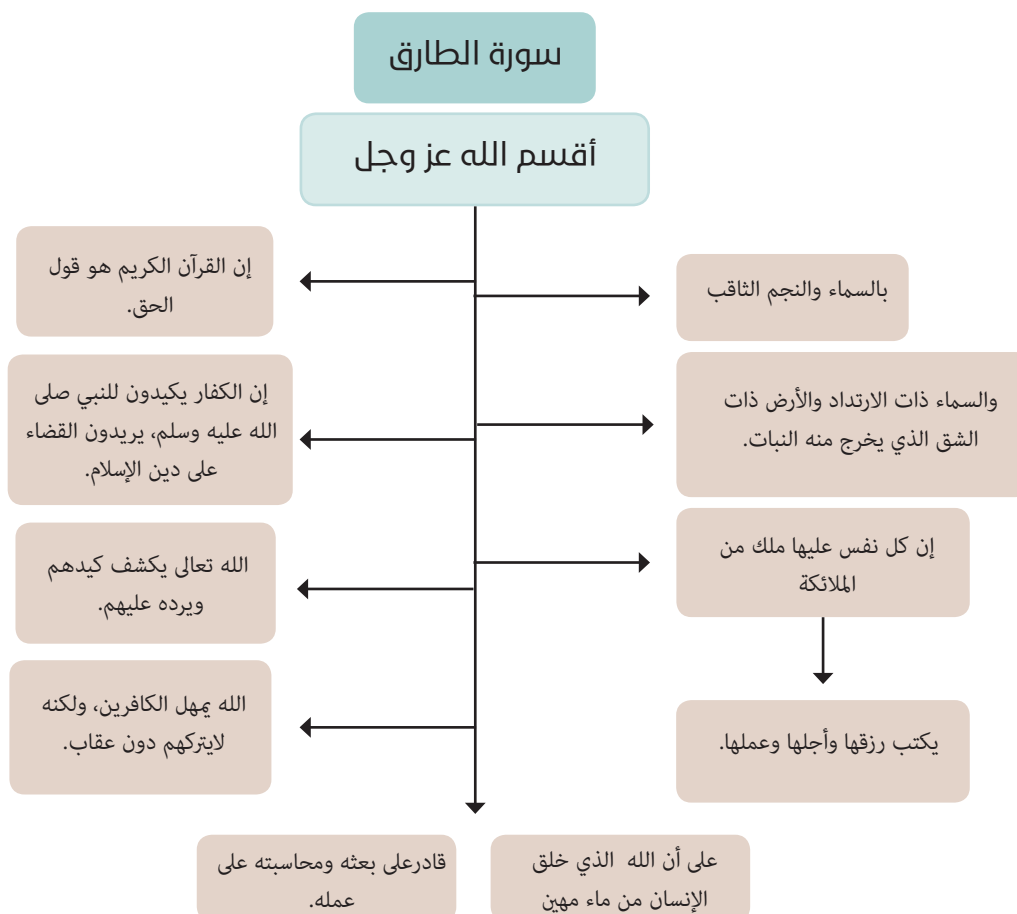 سورة الطارق
أقسم الله عز وجل
بالسماء والنجم الثاقب
والسماء ذات الارتداد والأرض ذات
الشق الذي يخرج منه النبات.
إن كل نفس عليها ملك من
الملائكة
يكتب رزقها وأجلها وعملها.
إن القرآن الكريم هو قول
الحق.
إن الكفار يكيدون للنبي صلى
الله عليه وسلم، يريدون القضاء
على دين الإسلام.
الله تعالى يكشف كيدهم
ويرده عليهم.
الله يمهل الكافرين، ولكنه
لايتركهم دون عقاب.
على أن الله الذي خلق
الإنسان من ماء مهين
قادرعلى بعثه ومحاسبته على
عمله.